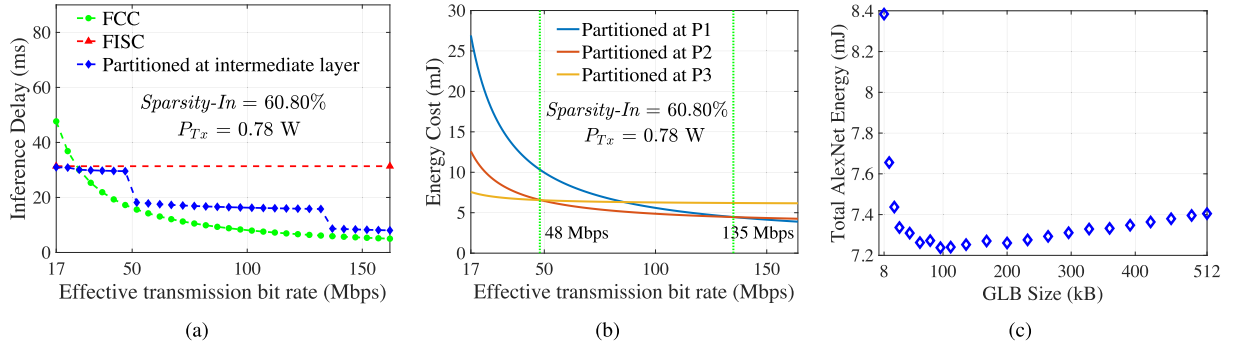 Inference Delay (ms)
80
60
40
20
0
FCC
FISC
Partitioned at intermediate layer
Sparsity-In = 60.80%
P_Tx = 0.78 W
17 50 100 150
Effective transmission bit rate (Mbps)
(a)
Energy Cost (mJ)
30
25
20
15
10
5
0
Partitioned at P1
Partitioned at P2
Partitioned at P3
Sparsity-In = 60.80%
P_Tx = 0.78 W
48 Mbps
135 Mbps
17 50 100 150
Effective transmission bit rate (Mbps)
(b)
Total AlexNet Energy (mJ)
8.4
8.2
8
7.8
7.6
7.4
7.2
8 100 200 300 400 512
GLB Size (kB)
(c)